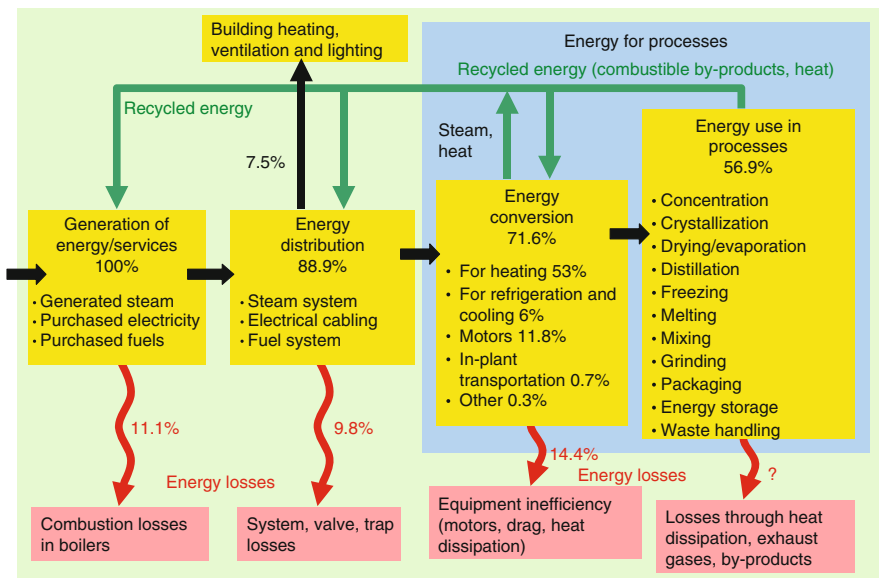 Building heating,
ventilation and lighting
Energy for processes
Recycled energy (combustible by-products, heat)
Recycled energy
7.5%
Steam,
heat
Generation of
energy/services
100%
• Generated steam
• Purchased electricity
• Purchased fuels
Energy
distribution
88.9%
• Steam system
• Electrical cabling
• Fuel system
Energy
conversion
71.6%
• For heating 53%
• For refrigeration and
cooling 6%
• Motors 11.8%
• In-plant
transportation 0.7%
• Other 0.3%
Energy use in
processes
56.9%
• Concentration
• Crystallization
• Drying/evaporation
• Distillation
• Freezing
• Melting
• Mixing
• Grinding
• Packaging
• Energy storage
• Waste handling
11.1%
9.8%
14.4%
?
Energy losses
Energy losses
Combustion losses
in boilers
System, valve, trap
losses
Equipment inefficiency
(motors, drag, heat
dissipation)
Losses through heat
dissipation, exhaust
gases, by-products